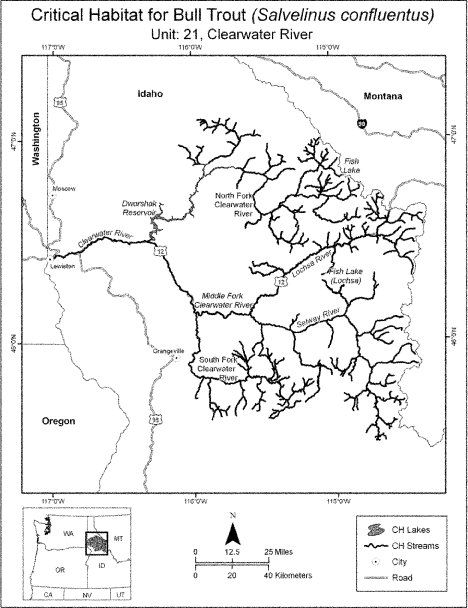 Critical Habitat for Bull Trout (Salvelinus confluentus)
Unit: 21, Clearwater River
117°0'W
116°0'W
115°0'W
Idaho
Montana
Washington
95
90
47°0'N
47°0'N
Fish
Lake
Moscow
North Fork
Clearwater
River
Dworshak
Reservoir
Clearwater River
12
Lewiston
Lochsa River
Fish Lake
(Lochsa)
12
Middle Fork
Clearwater River
Selway River
46°0'N
46°0'N
Grangeville
South Fork
Clearwater
River
Oregon
95
117°0'W
116°0'W
115°0'W
WA
MT
OR
ID
CA
NV
UT
N
0 12.5 25 Miles
0 20 40 Kilometers
CH Lakes
CH Streams
City
Road